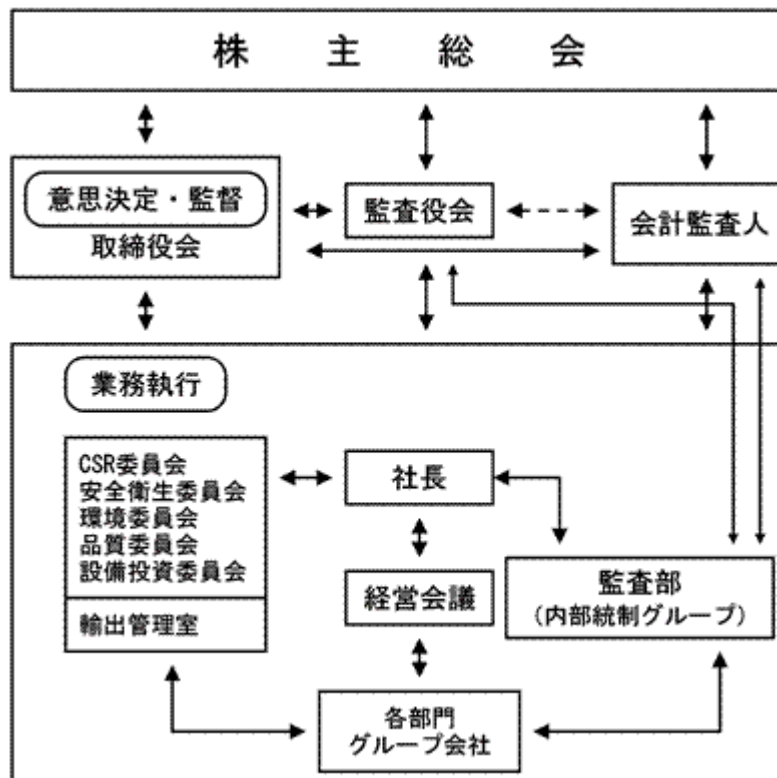 株主総会
意思決定・監督
取締役会
監査役会
会計監査人
業務執行
CSR委員会
安全衛生委員会
環境委員会
品質委員会
設備投資委員会
輸出管理室
社長
経営会議
監査部
(内部統制グループ)
各部門
グループ会社